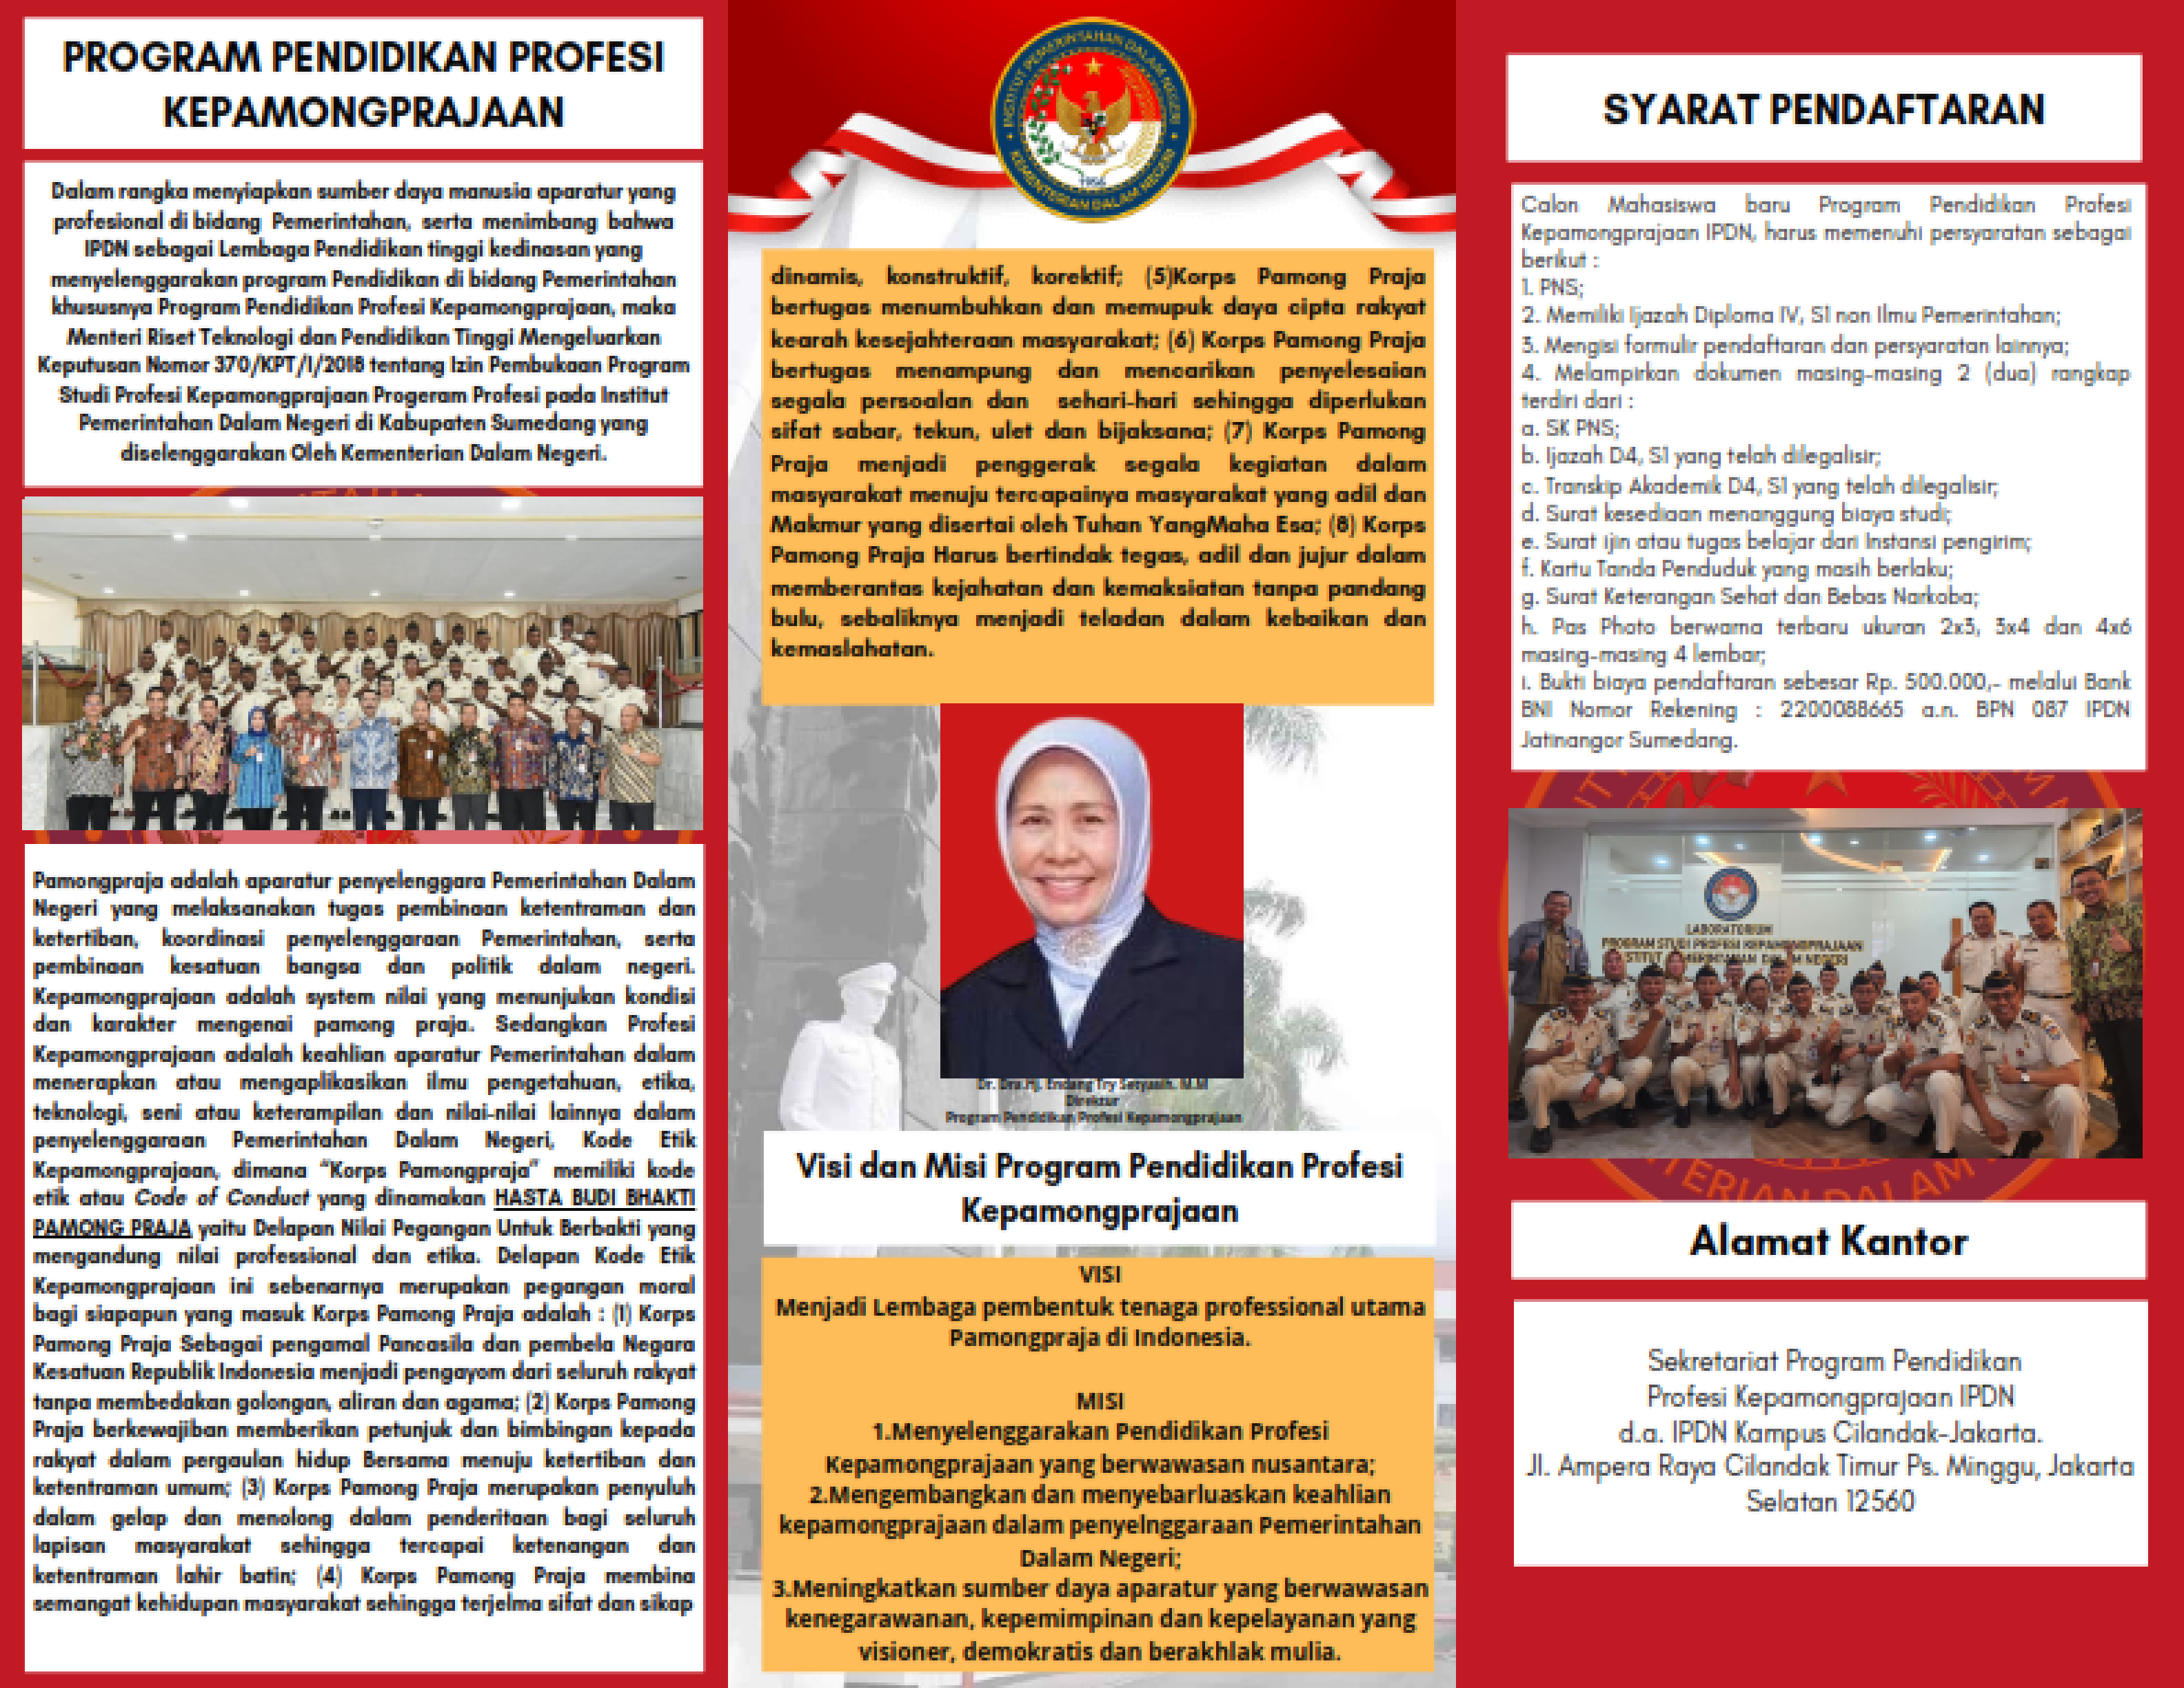 PROGRAM PENDIDIKAN PROFESI
KEPAMONGPRAJAAN
Dalam rangka menyiapkan sumber daya manusia aparatur yang
profesional di bidang Pemerintahan, serta menimbang bahwa
IPDN sebagai Lembaga Pendidikan tinggi kedinasan yang
menyelenggarakan program Pendidikan di bidang Pemerintahan
khususnya Program Pendidikan Profesi Kepamongprajaan, maka
Menteri Riset Teknologi dan Pendidikan Tinggi Mengeluarkan
Keputusan Nomor 370/KPT/I/2018 tentang Izin Pembukaan Program
Studi Profesi Kepamongprajaan Progeram Profesi pada Institut
Pemerintahan Dalam Negeri di Kabupaten Sumedang yang
diselenggarakan Oleh Kementerian Dalam Negeri.
Pamongpraja adalah aparatur penyelenggara Pemerintahan Dalam
Negeri yang melaksanakan tugas pembinaan ketentraman dan
ketertiban, koordinasi penyelenggaraan Pemerintahan, serta
pembinaan kesatuan bangsa dan politik dalam negeri.
Kepamongprajaan adalah system nilai yang menunjukan kondisi
dan karakter mengenai pamong praja. Sedangkan Profesi
Kepamongprajaan adalah keahlian aparatur Pemerintahan dalam
menerapkan atau mengaplikasikan ilmu pengetahuan, etika,
teknologi, seni atau keterampilan dan nilai-nilai lainnya dalam
penyelenggaraan Pemerintahan Dalam Negeri, Kode Etik
Kepamongprajaan, dimana “Korps Pamongpraja” memiliki kode
etik atau Code of Conduct yang dinamakan HASTA BUDI BHAKTI
PAMONG PRAJA yaitu Delapan Nilai Pegangan Untuk Berbakti yang
mengandung nilai professional dan etika. Delapan Kode Etik
Kepamongprajaan ini sebenarnya merupakan pegangan moral
bagi siapapun yang masuk Korps Pamong Praja adalah : (1) Korps
Pamong Praja Sebagai pengamal Pancasila dan pembela Negara
Kesatuan Republik Indonesia menjadi pengayom dari seluruh rakyat
tanpa membedakan golongan, aliran dan agama; (2) Korps Pamong
Praja berkewajiban memberikan petunjuk dan bimbingan kepada
rakyat dalam pergaulan hidup Bersama menuju ketertiban dan
ketentraman umum; (3) Korps Pamong Praja merupakan penyuluh
dalam gelap dan menolong dalam penderitaan bagi seluruh
lapisan masyarakat sehingga tercapai ketenangan dan
ketentraman lahir batin; (4) Korps Pamong Praja membina
semangat kehidupan masyarakat sehingga terjelma sifat dan sikap
INSTITUT PEMERINTAHAN DALAM NEGERI
1956
KEMENTERIAN DALAM NEGERI
dinamis, konstruktif, korektif; (5)Korps Pamong Praja
bertugas menumbuhkan dan memupuk daya cipta rakyat
kearah kesejahteraan masyarakat; (6) Korps Pamong Praja
bertugas menampung dan mencarikan penyelesaian
segala persoalan dan sehari-hari sehingga diperlukan
sifat sabar, tekun, ulet dan bijaksana; (7) Korps Pamong
Praja menjadi penggerak segala kegiatan dalam
masyarakat menuju tercapainya masyarakat yang adil dan
Makmur yang disertai oleh Tuhan YangMaha Esa; (8) Korps
Pamong Praja Harus bertindak tegas, adil dan jujur dalam
memberantas kejahatan dan kemaksiatan tanpa pandang
bulu, sebaliknya menjadi teladan dalam kebaikan dan
kemaslahatan.
Dr. Dra.Hj. Endang Try Setyasih. M.M
Direktur
Program Pendidikan Profesi Kepamongprajaan
Visi dan Misi Program Pendidikan Profesi
Kepamongprajaan
VISI
Menjadi Lembaga pembentuk tenaga professional utama
Pamongpraja di Indonesia.
MISI
1.Menyelenggarakan Pendidikan Profesi
Kepamongprajaan yang berwawasan nusantara;
2.Mengembangkan dan menyebarluaskan keahlian
kepamongprajaan dalam penyelnggaraan Pemerintahan
Dalam Negeri;
3.Meningkatkan sumber daya aparatur yang berwawasan
kenegarawanan, kepemimpinan dan kepelayanan yang
visioner, demokratis dan berakhlak mulia.
SYARAT PENDAFTARAN
Calon Mahasiswa baru Program Pendidikan Profesi
Kepamongprajaan IPDN, harus memenuhi persyaratan sebagai
berikut :
1. PNS;
2. Memiliki Ijazah Diploma IV, S1 non Ilmu Pemerintahan;
3. Mengisi formulir pendaftaran dan persyaratan lainnya;
4. Melampirkan dokumen masing-masing 2 (dua) rangkap
terdiri dari :
a. SK PNS;
b. Ijazah D4, S1 yang telah dilegalisir;
c. Transkip Akademik D4, S1 yang telah dilegalisir;
d. Surat kesediaan menanggung biaya studi;
e. Surat ijin atau tugas belajar dari Instansi pengirim;
f. Kartu Tanda Penduduk yang masih berlaku;
g. Surat Keterangan Sehat dan Bebas Narkoba;
h. Pas Photo berwarna terbaru ukuran 2x3, 3x4 dan 4x6
masing-masing 4 lembar;
i. Bukti biaya pendaftaran sebesar Rp. 500.000,- melalui Bank
BNI Nomor Rekening : 2200088665 a.n. BPN 087 IPDN
Jatinangor Sumedang.
LABORATORIUM
PROGRAM STUDI PROFESI KEPAMONGPRAJAAN
INSTITUT PEMERINTAHAN DALAM NEGERI
Alamat Kantor
Sekretariat Program Pendidikan
Profesi Kepamongprajaan IPDN
d.a. IPDN Kampus Cilandak-Jakarta.
Jl. Ampera Raya Cilandak Timur Ps. Minggu, Jakarta
Selatan 12560